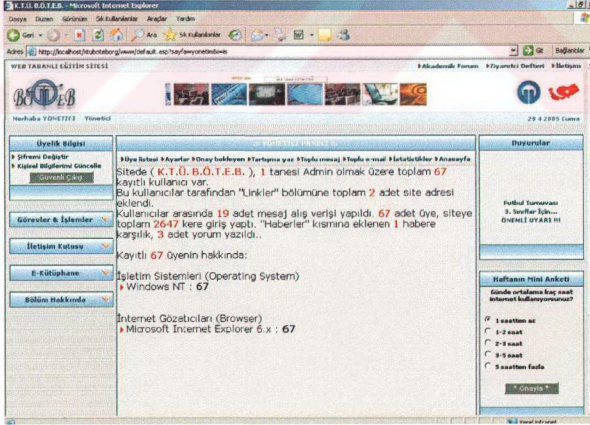 K.T.Ü. B.Ö.T.E.B. - Microsoft Internet Explorer
Dosya Düzen Görünüm Sık Kullanılanlar Araçlar Yardım
Geri Ara Sık Kullanılanlar
Adres http://localhost/ktuboteborg/www/default.asp?sayfa=yonetim&i=is Git Bağlantılar
WEB TABANLI EĞİTİM SİTESİ Akademik Forum Ziyaretci Defteri İletişim
BÖTEB
Merhaba YÖNETİCİ Yönetici 29 4 2005 Cuma
Üyelik Bilgisi
Şifremi Değiştir
Kişisel Bilgilerimi Güncelle
Güvenli Çıkış
Görevler & İşlemler
İletişim Kutusu
E-Kütüphane
Bölüm Hakkında
Üye listesi Ayarlar Onay bekleyen Tartışma yaz Toplu mesaj Toplu e-mail İstatistikler Anasayfa
Sitede ( K.T.Ü. B.Ö.T.E.B. ), 1 tanesi Admin olmak üzere toplam 67
kayıtlı kullanıcı var.
Bu kullanıcılar tarafından "Linkler" bölümüne toplam 2 adet site adresi
eklendi.
Kullanıcılar arasında 19 adet mesaj alış verişi yapıldı. 67 adet üye, siteye
toplam 2647 kere giriş yaptı, "Haberler" kısmına eklenen 1 habere
karşılık, 3 adet yorum yazıldı..
Kayıtlı 67 üyenin hakkında:
İşletim Sistemleri (Operating System)
Windows NT : 67
İnternet Gözatıcıları (Browser)
Microsoft Internet Explorer 6.x : 67
Duyurular
Futbol Turnuvası
3. Sınıflar İçin...
ÖNEMLİ UYARI !!!
Haftanın Mini Anketi
Günde ortalama kaç saat
internet kullanıyorsunuz?
1 saatten az
1-2 saat
2-3 saat
3-5 saat
5 saatten fazla
* Onayla *
Yerel intranet